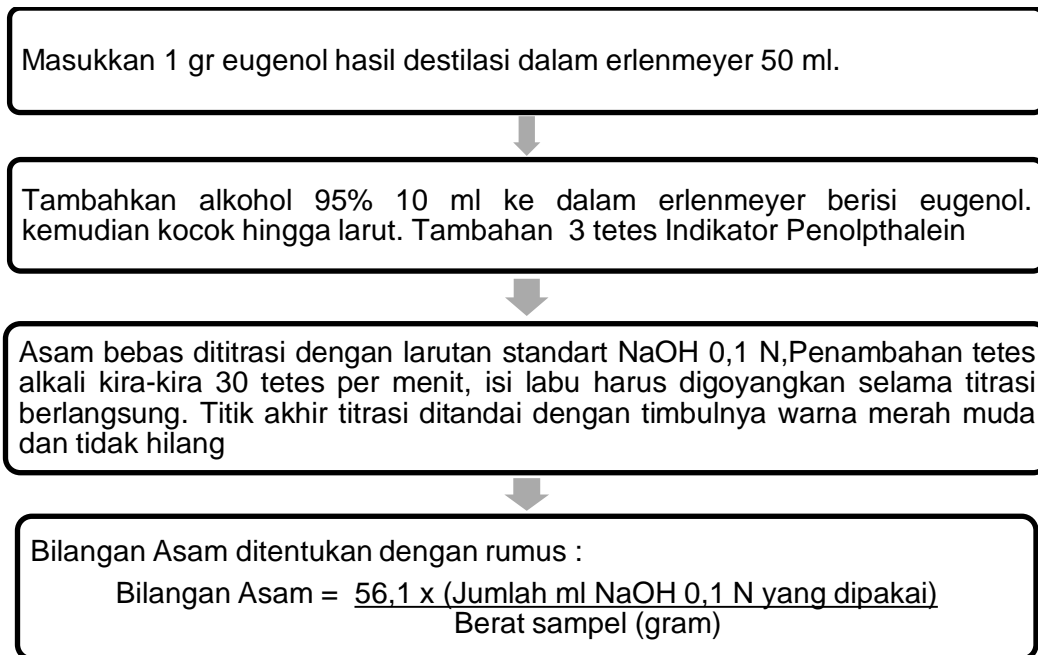 Masukkan 1 gr eugenol hasil destilasi dalam erlenmeyer 50 ml.
Tambahkan alkohol 95% 10 ml ke dalam erlenmeyer berisi eugenol.
kemudian kocok hingga larut. Tambahan 3 tetes Indikator Penolpthalein
Asam bebas dititrasi dengan larutan standart NaOH 0,1 N,Penambahan tetes
alkali kira-kira 30 tetes per menit, isi labu harus digoyangkan selama titrasi
berlangsung. Titik akhir titrasi ditandai dengan timbulnya warna merah muda
dan tidak hilang
Bilangan Asam ditentukan dengan rumus :
Bilangan Asam = 56,1 x (Jumlah ml NaOH 0,1 N yang dipakai)
Berat sampel (gram)